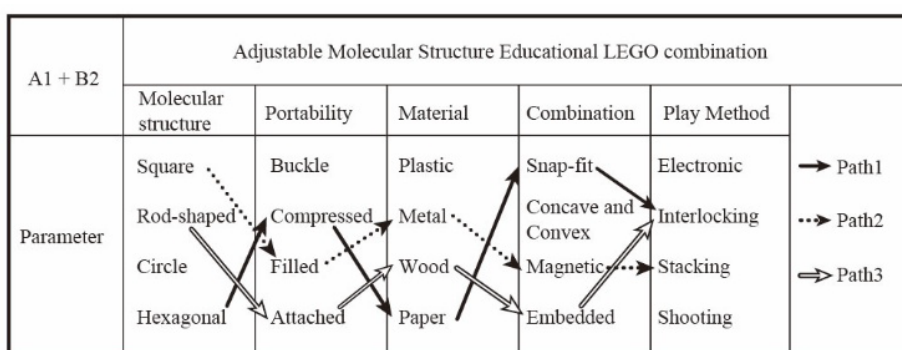 A1 + B2
Adjustable Molecular Structure Educational LEGO combination
Molecular
structure
Portability
Material
Combination
Play Method
Parameter
Square
Buckle
Plastic
Snap-fit
Electronic
Rod-shaped
Compressed
Metal
Concave and
Convex
Interlocking
Circle
Filled
Wood
Magnetic
Stacking
Hexagonal
Attached
Paper
Embedded
Shooting
Path1
Path2
Path3